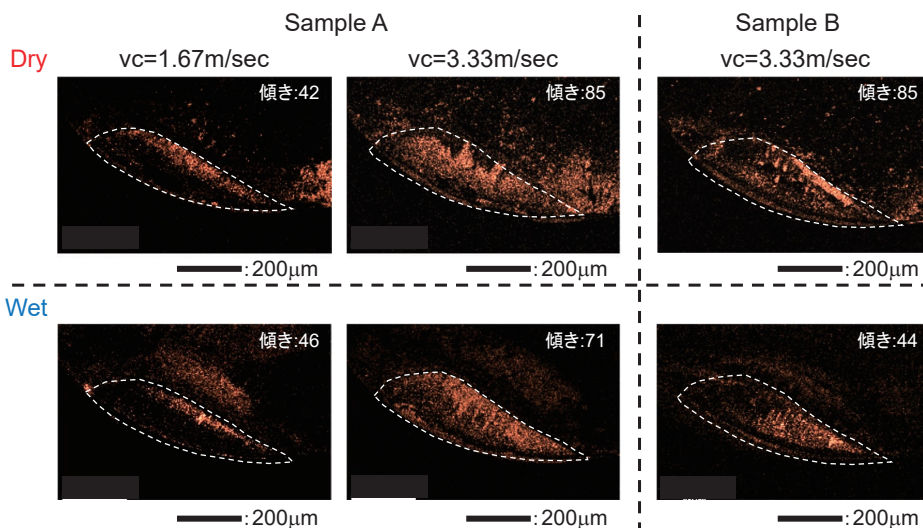 Sample A
Sample B
Dry
vc=1.67m/sec
vc=3.33m/sec
vc=3.33m/sec
傾き:42
傾き:85
傾き:85
:200μm
:200μm
:200μm
Wet
傾き:46
傾き:71
傾き:44
:200μm
:200μm
:200μm